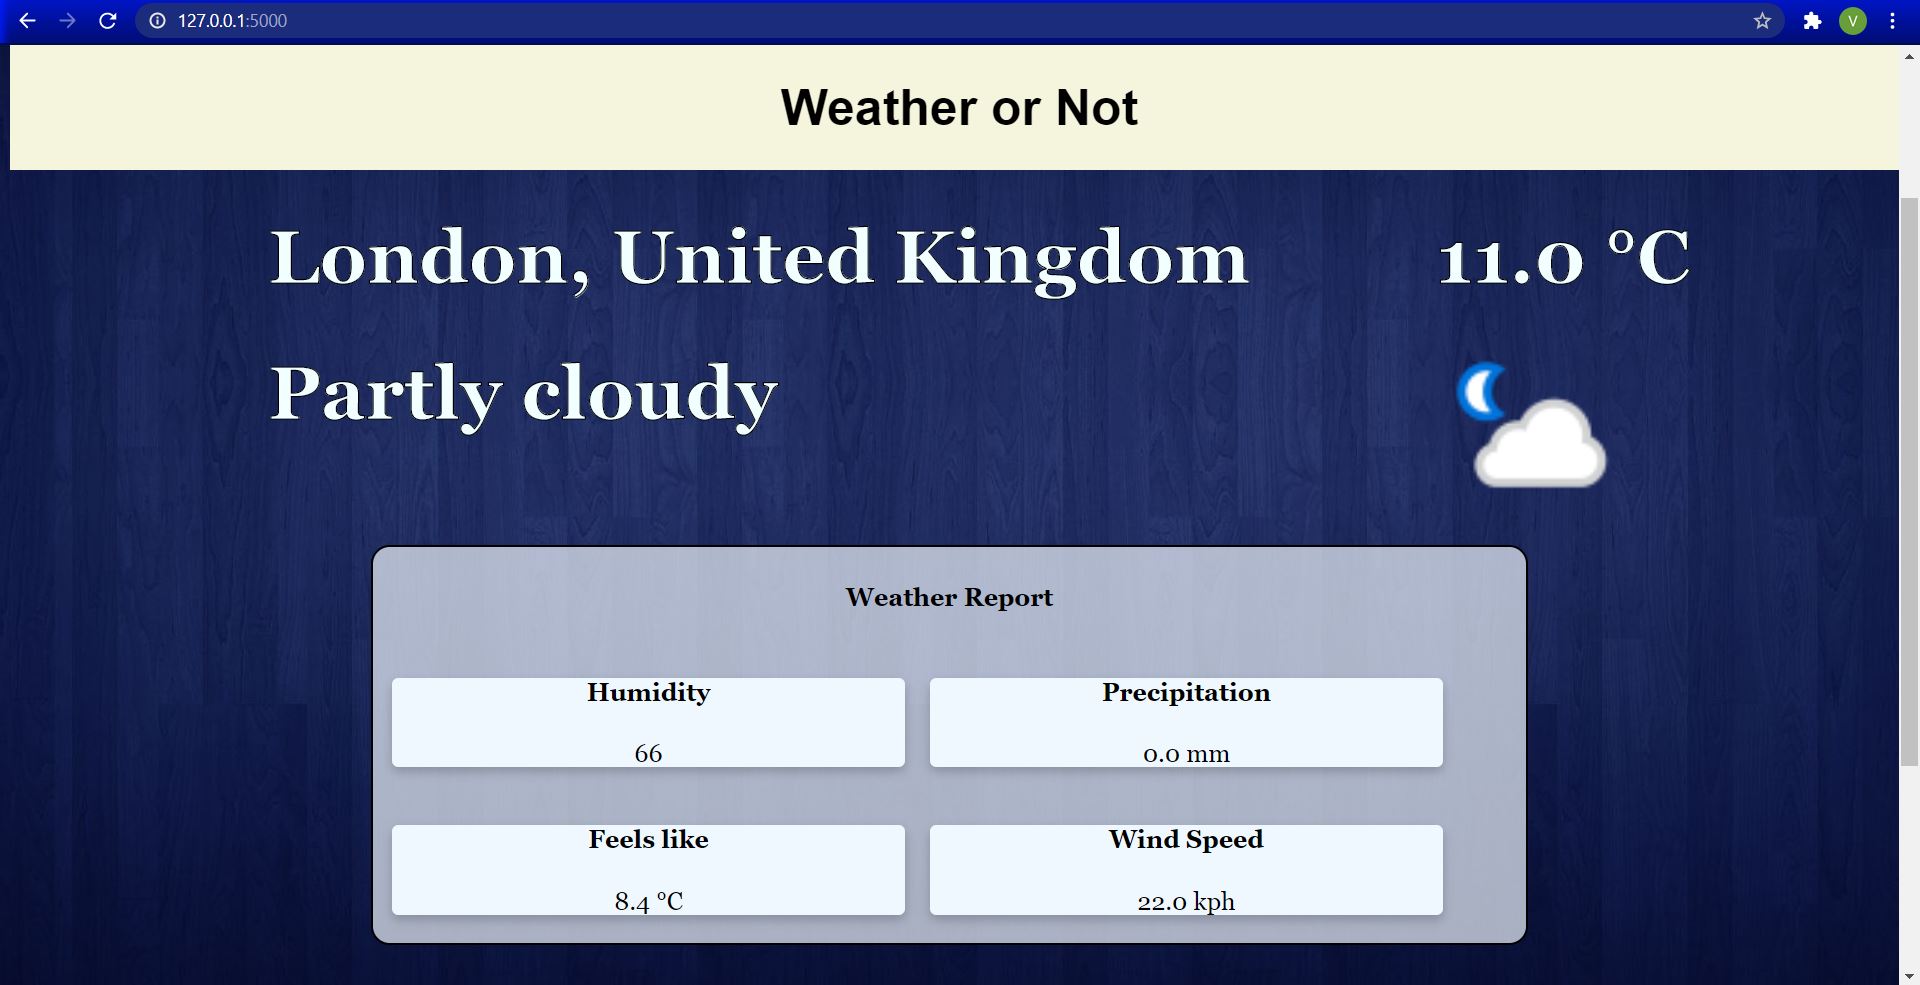 127.0.0.1:5000
V
Weather or Not
London, United Kingdom 11.0 °C
Partly cloudy
Weather Report
Humidity Precipitation
66 0.0 mm
Feels like Wind Speed
8.4 °C 22.0 kph